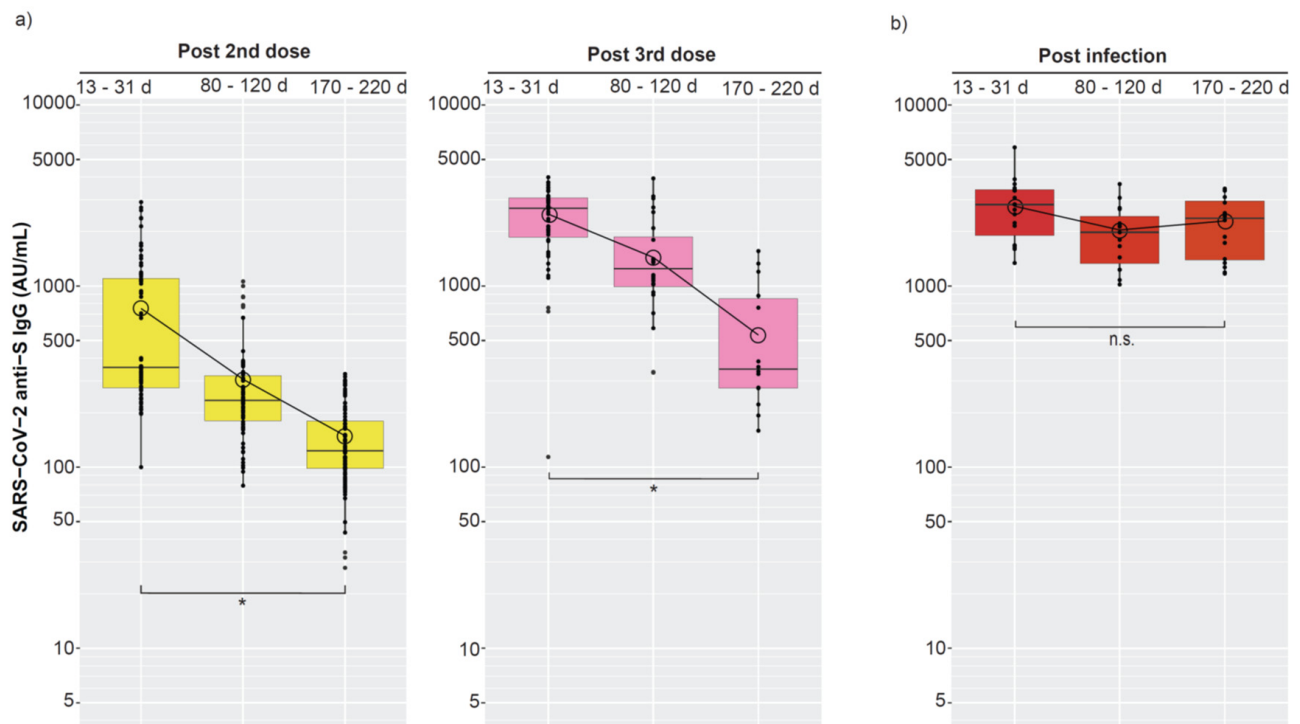 a)
Post 2nd dose
13 - 31 d 80 - 120 d 170 - 220 d
SARS-CoV-2 anti-S IgG (AU/mL)
10000
5000
1000
500
100
50
10
5
*
Post 3rd dose
13 - 31 d 80 - 120 d 170 - 220 d
10000
5000
1000
500
100
50
10
5
*
b)
Post infection
13 - 31 d 80 - 120 d 170 - 220 d
10000
5000
1000
500
100
50
10
5
n.s.